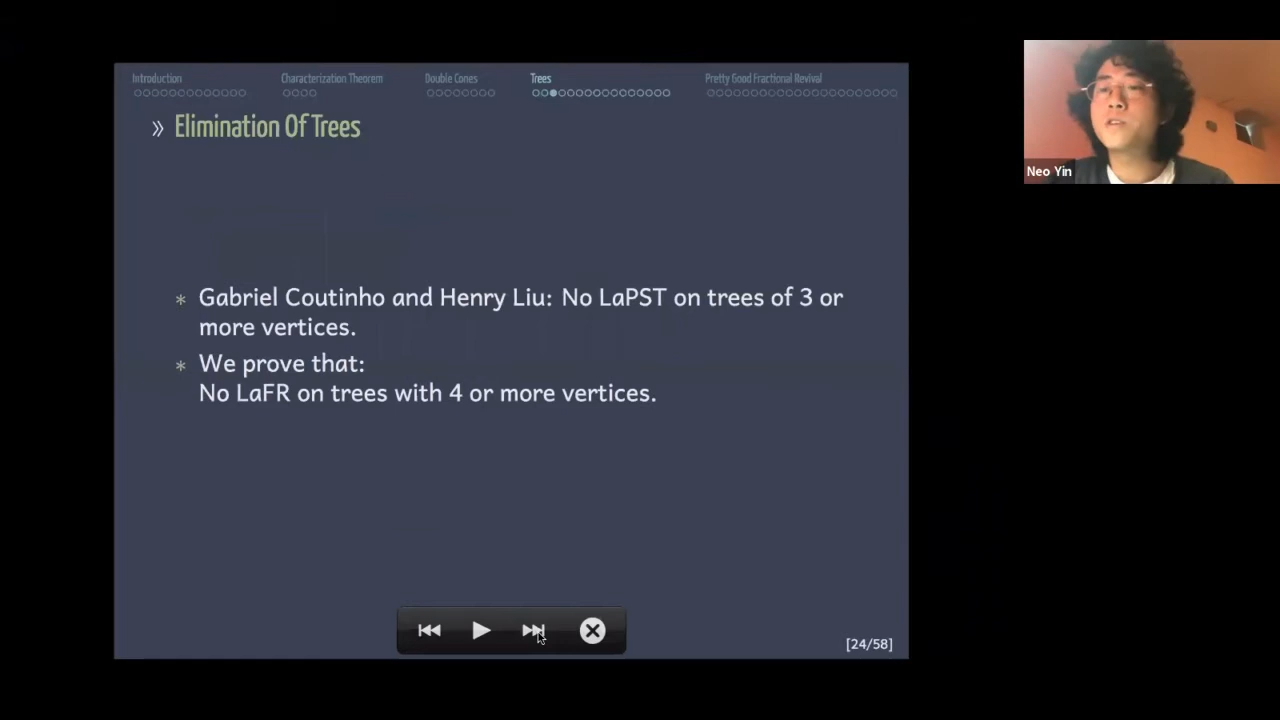 Introduction
Characterization Theorem
Double Cones
Trees
Pretty Good Fractional Revival
» Elimination Of Trees
Neo Yin
* Gabriel Coutinho and Henry Liu: No LaPST on trees of 3 or
more vertices.
* We prove that:
No LaFR on trees with 4 or more vertices.
[24/58]